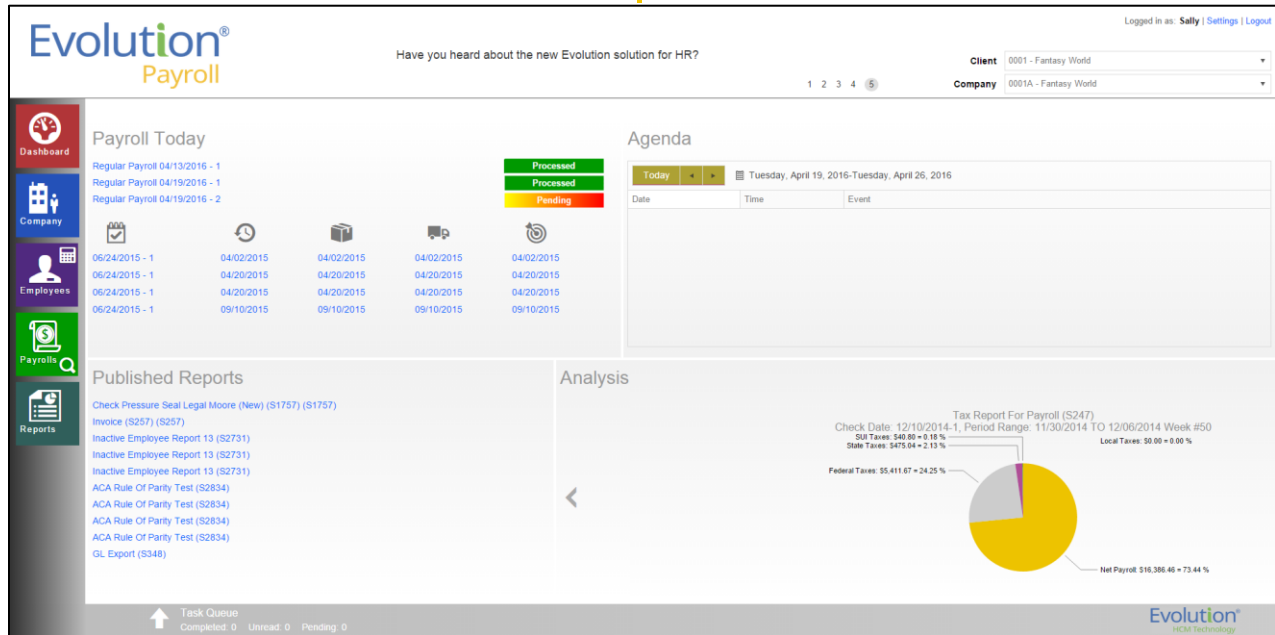 Logged in as: Sally | Settings | Logout
Evolution®
Payroll
Have you heard about the new Evolution solution for HR?
1 2 3 4 5
Client 0001 - Fantasy World
Company 0001A - Fantasy World
Dashboard
Company
Employees
Payrolls
Reports
Payroll Today
Regular Payroll 04/13/2016 - 1 Processed
Regular Payroll 04/19/2016 - 1 Processed
Regular Payroll 04/19/2016 - 2 Pending
06/24/2015 - 1 04/02/2015 04/02/2015 04/02/2015 04/02/2015
06/24/2015 - 1 04/20/2015 04/20/2015 04/20/2015 04/20/2015
06/24/2015 - 1 04/20/2015 04/20/2015 04/20/2015 04/20/2015
06/24/2015 - 1 09/10/2015 09/10/2015 09/10/2015 09/10/2015
Agenda
Today Tuesday, April 19, 2016-Tuesday, April 26, 2016
Date Time Event
Published Reports
Check Pressure Seal Legal Moore (New) (S1757) (S1757)
Invoice (S257) (S257)
Inactive Employee Report 13 (S2731)
Inactive Employee Report 13 (S2731)
Inactive Employee Report 13 (S2731)
ACA Rule Of Parity Test (S2834)
ACA Rule Of Parity Test (S2834)
ACA Rule Of Parity Test (S2834)
ACA Rule Of Parity Test (S2834)
GL Export (S348)
Analysis
Tax Report For Payroll (S247)
Check Date: 12/10/2014-1, Period Range: 11/30/2014 TO 12/06/2014 Week #50
SUI Taxes: $40.80 = 0.18 %
Local Taxes: $0.00 = 0.00 %
State Taxes: $475.04 = 2.13 %
Federal Taxes: $5,411.67 = 24.25 %
Net Payroll: $16,386.46 = 73.44 %
Task Queue
Completed: 0 Unread: 0 Pending: 0
Evolution®
HCM Technology